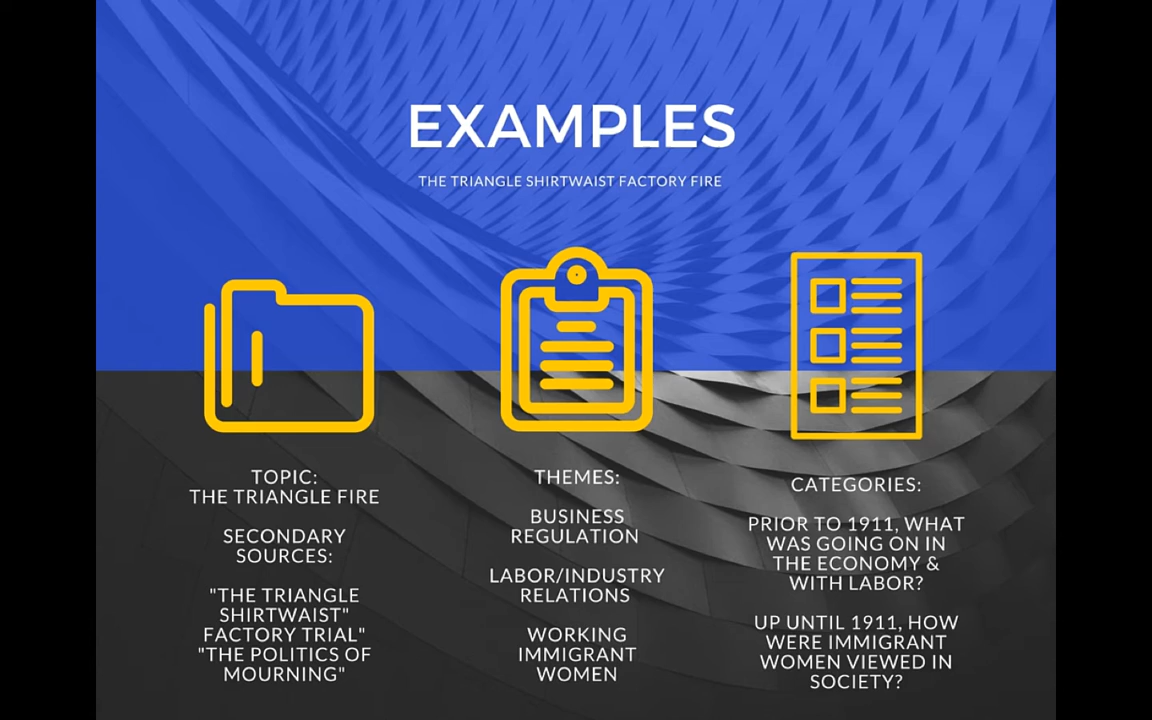 EXAMPLES
THE TRIANGLE SHIRTWAIST FACTORY FIRE
TOPIC:
THE TRIANGLE FIRE
SECONDARY
SOURCES:
"THE TRIANGLE
SHIRTWAIST"
FACTORY TRIAL"
"THE POLITICS OF
MOURNING"
THEMES:
BUSINESS
REGULATION
LABOR/INDUSTRY
RELATIONS
WORKING
IMMIGRANT
WOMEN
CATEGORIES:
PRIOR TO 1911, WHAT
WAS GOING ON IN
THE ECONOMY &
WITH LABOR?
UP UNTIL 1911, HOW
WERE IMMIGRANT
WOMEN VIEWED IN
SOCIETY?